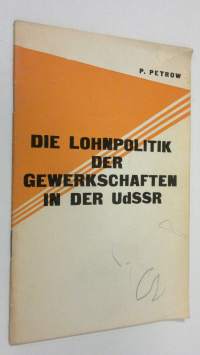 P. PETROW
DIE LOHNPOLITIK
DER
GEWERKSCHAFTEN
IN DER UdSSR